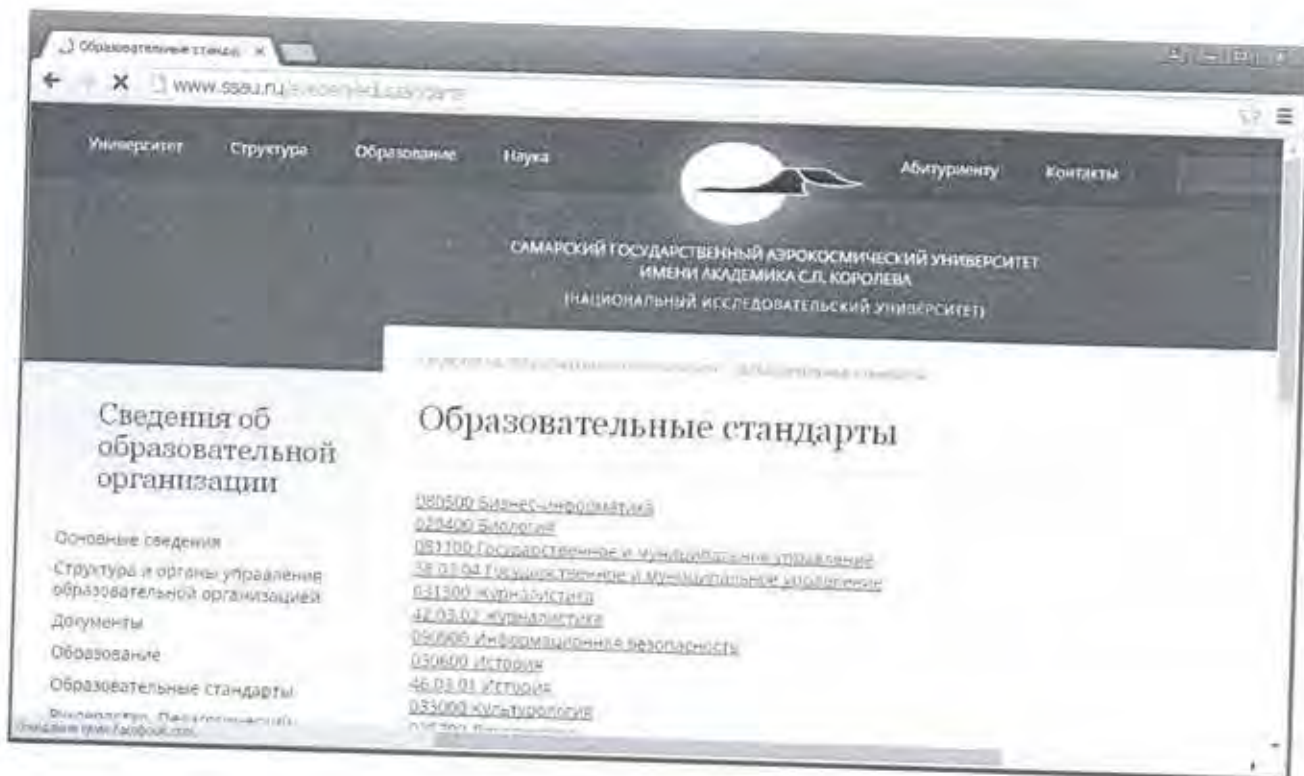 Образовательные станда ×
www.ssau.ru
Университет Структура Образование Наука Абитуриенту Контакты
САМАРСКИЙ ГОСУДАРСТВЕННЫЙ АЭРОКОСМИЧЕСКИЙ УНИВЕРСИТЕТ
ИМЕНИ АКАДЕМИКА С.П. КОРОЛЕВА
(НАЦИОНАЛЬНЫЙ ИССЛЕДОВАТЕЛЬСКИЙ УНИВЕРСИТЕТ)
Сведения об
образовательной
организации
Основные сведения
Структура и органы управления
образовательной организацией
Документы
Образование
Образовательные стандарты
Руководство. Педагогический
Образовательные стандарты
080500 Бизнес-информатика
020400 Биология
081100 Государственное и муниципальное управление
38.03.04 Государственное и муниципальное управление
031300 Журналистика
42.03.02 Журналистика
090900 Информационная безопасность
030600 История
46.03.01 История
033000 Культурология